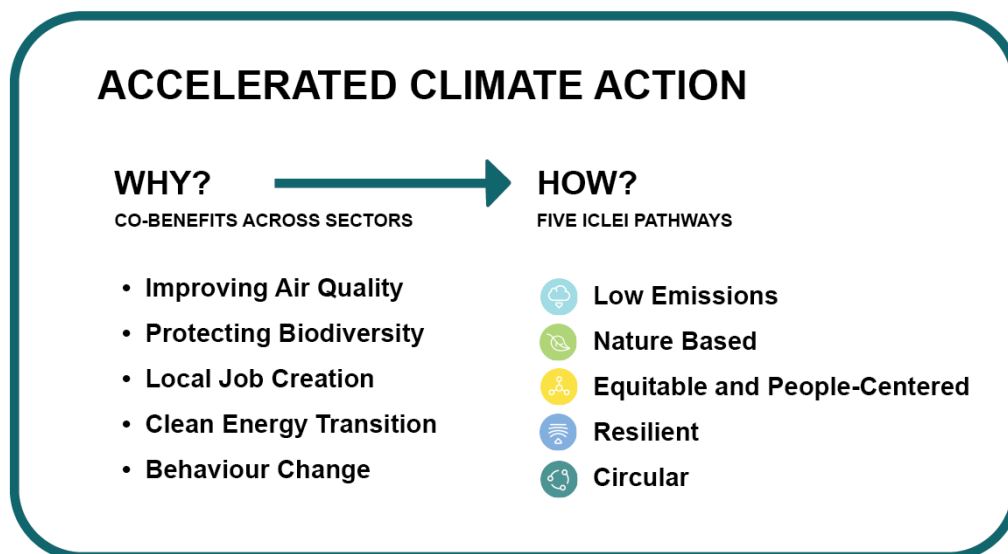 ACCELERATED CLIMATE ACTION
WHY?
CO-BENEFITS ACROSS SECTORS
• Improving Air Quality
• Protecting Biodiversity
• Local Job Creation
• Clean Energy Transition
• Behaviour Change
HOW?
FIVE ICLEI PATHWAYS
Low Emissions
Nature Based
Equitable and People-Centered
Resilient
Circular